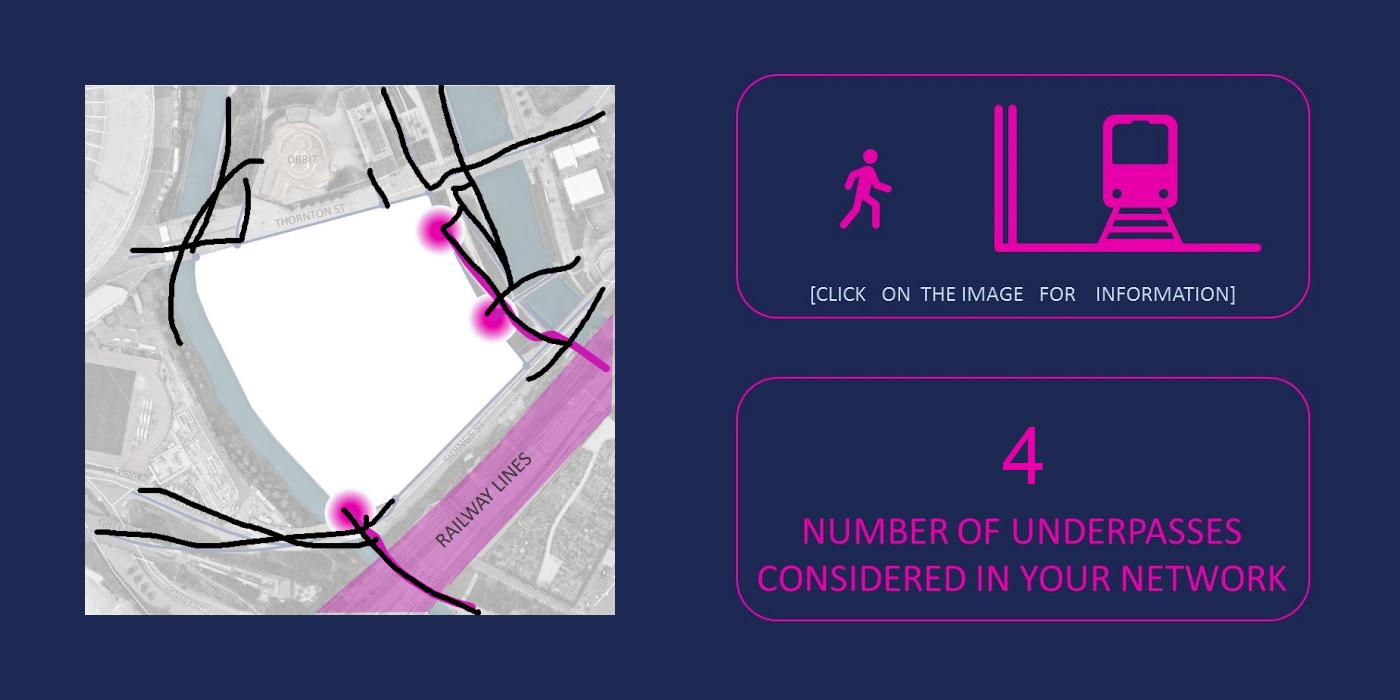 ORBIT
THORNTON ST
SIDINGS ST
RAILWAY LINES
[CLICK ON THE IMAGE FOR INFORMATION]
4
NUMBER OF UNDERPASSES
CONSIDERED IN YOUR NETWORK